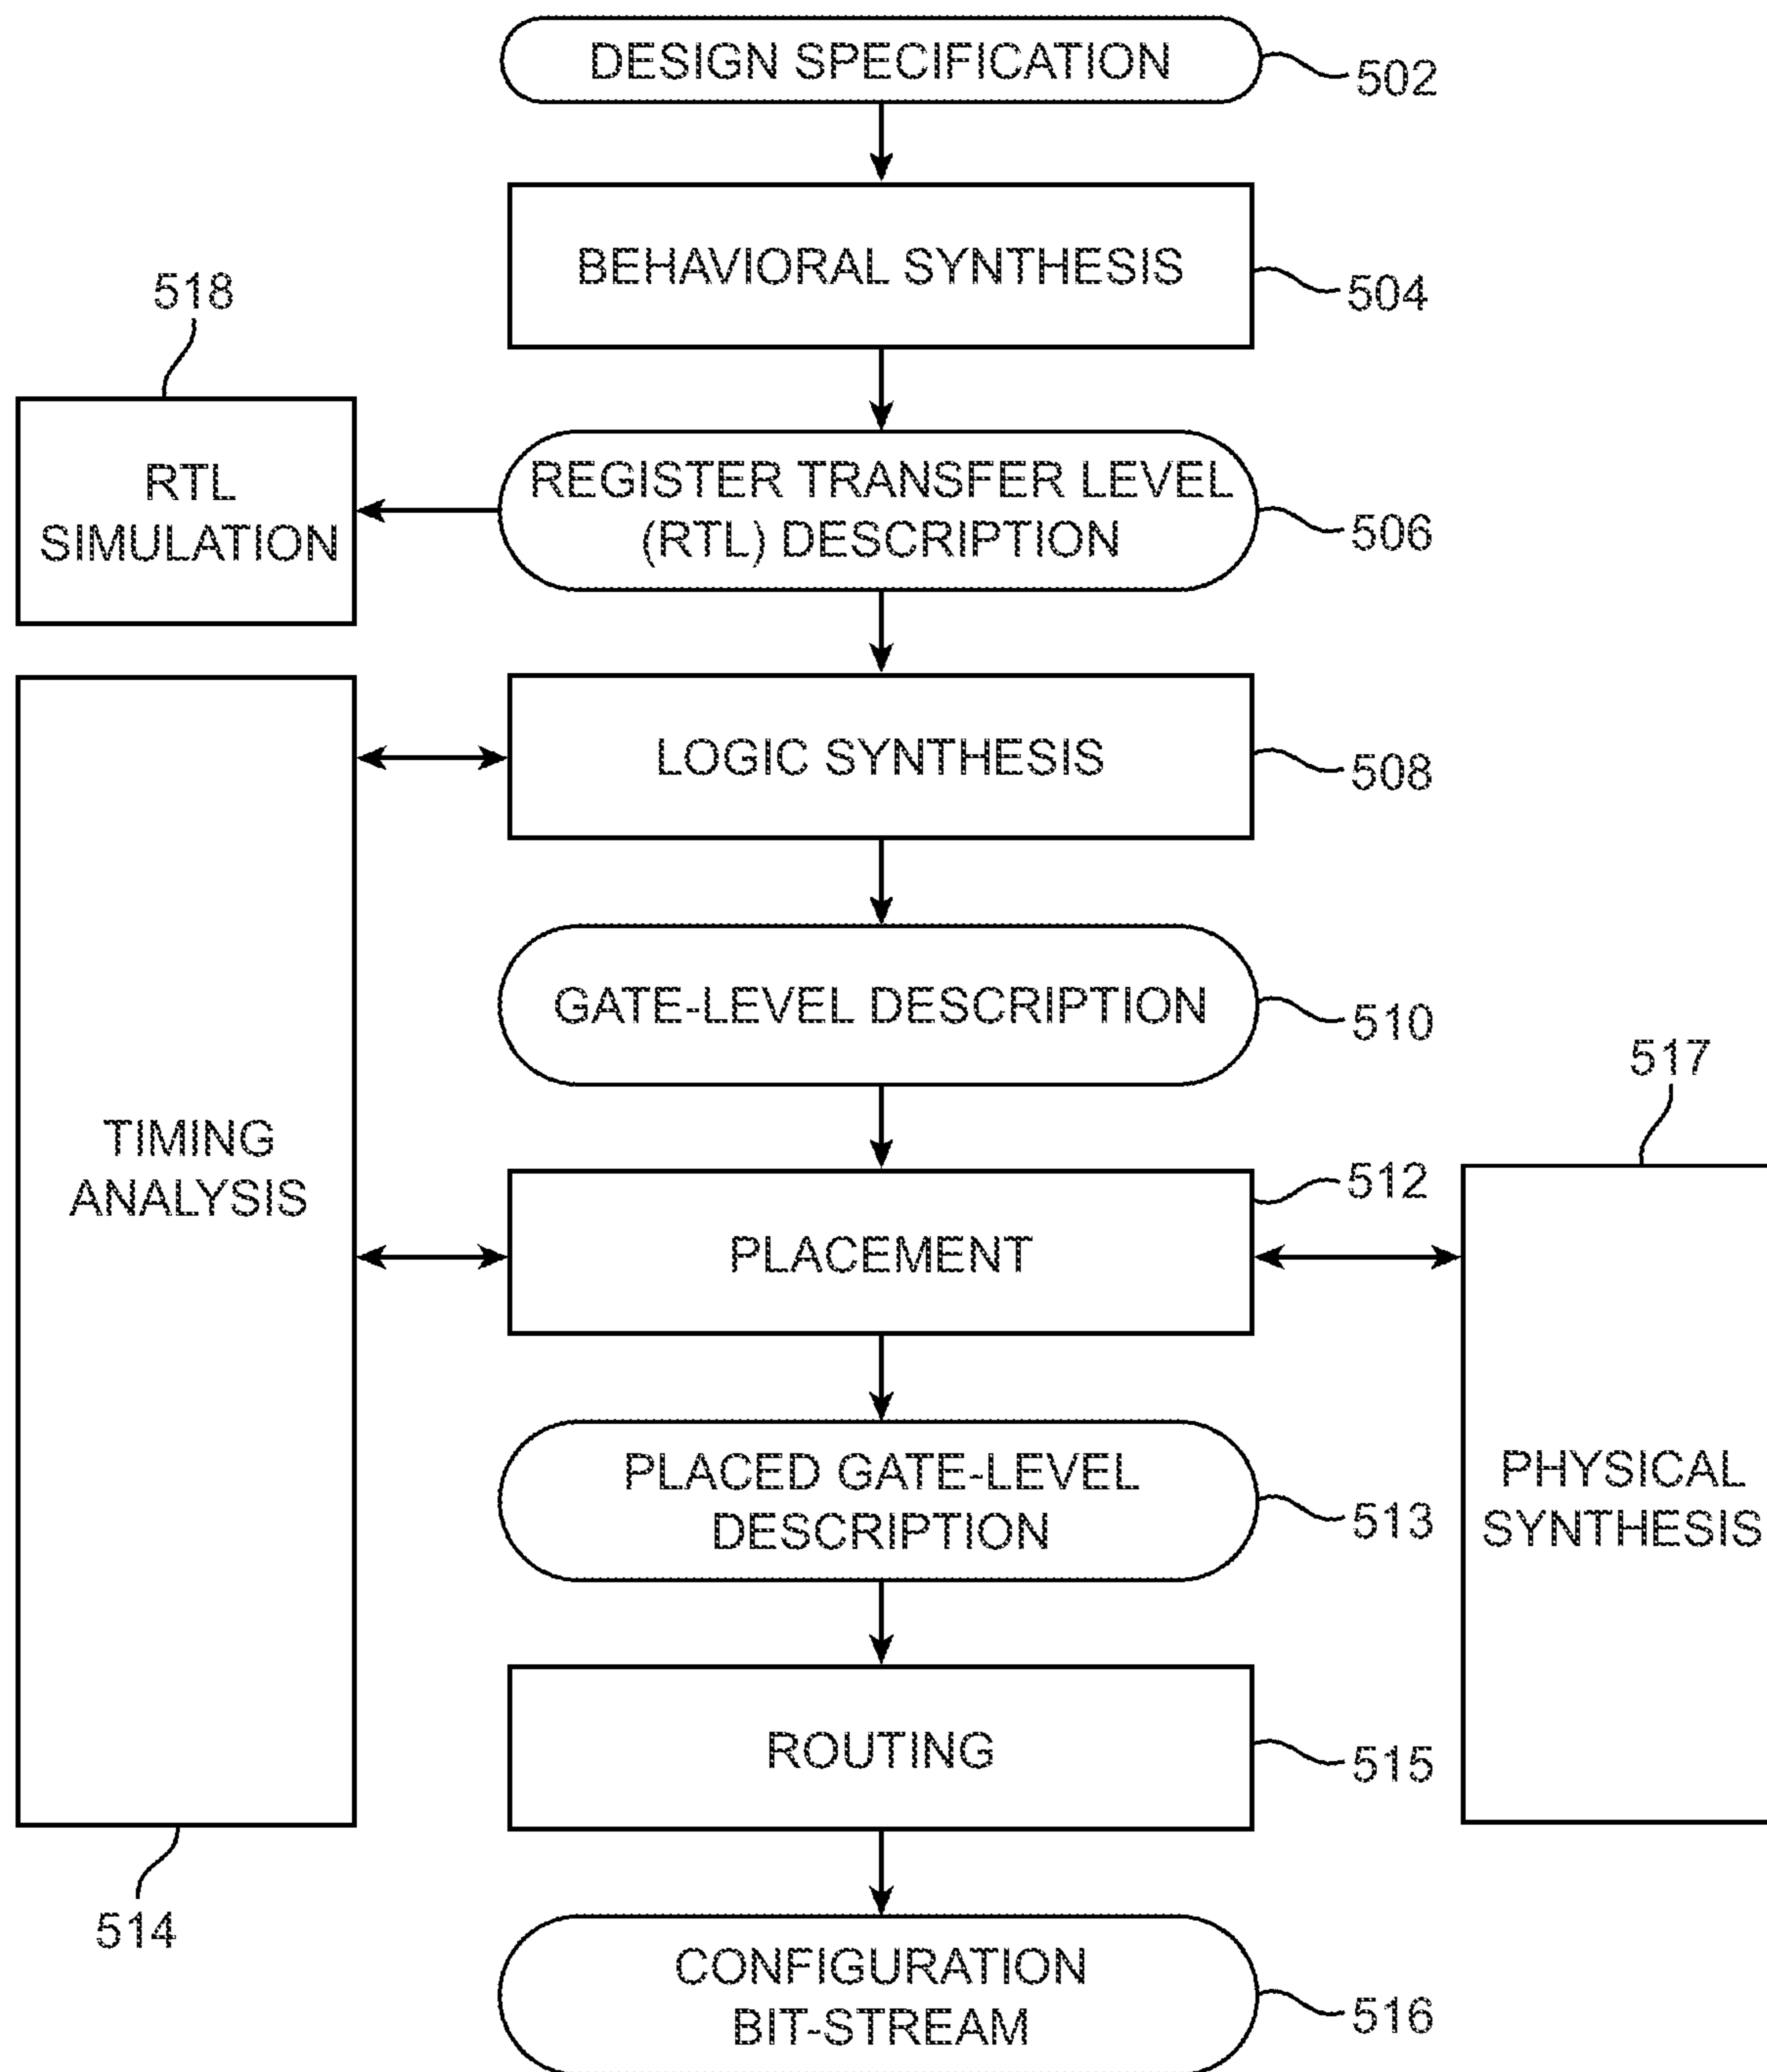 DESIGN SPECIFICATION
502
BEHAVIORAL SYNTHESIS
504
518
RTL
SIMULATION
REGISTER TRANSFER LEVEL
(RTL) DESCRIPTION
506
LOGIC SYNTHESIS
508
GATE-LEVEL DESCRIPTION
510
517
TIMING
ANALYSIS
512
PLACEMENT
PLACED GATE-LEVEL
DESCRIPTION
513
PHYSICAL
SYNTHESIS
ROUTING
515
514
CONFIGURATION
BIT-STREAM
516